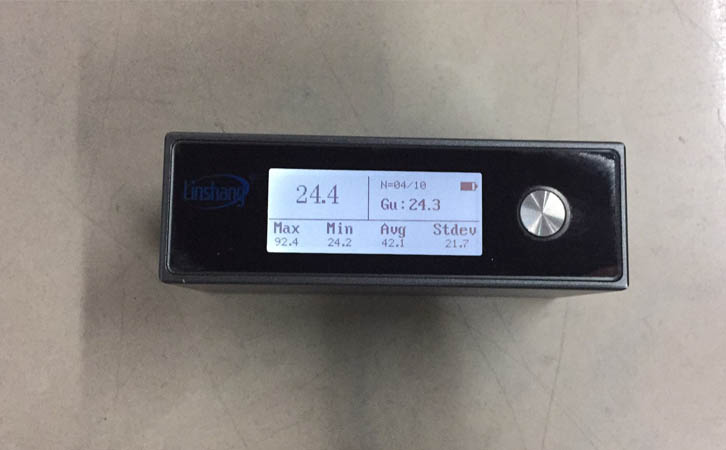 Linshang
24.4
N=04/10
Gu:24.3
Max Min Avg Stdev
92.4 24.2 42.1 21.7